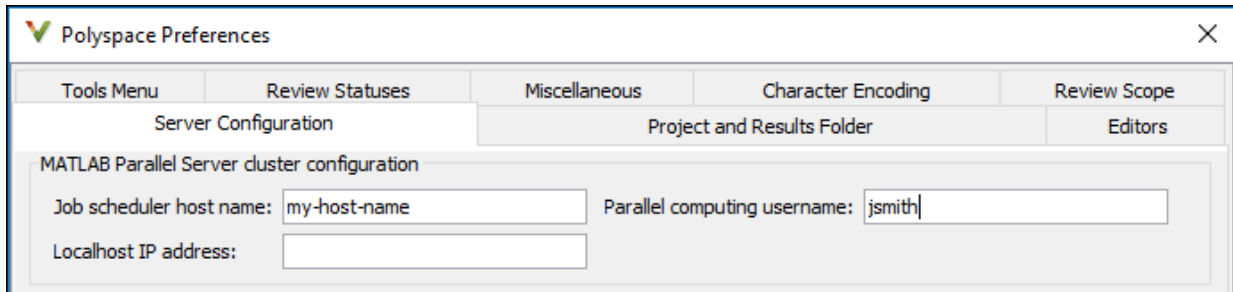 Polyspace Preferences
Tools Menu Review Statuses Miscellaneous Character Encoding Review Scope
Server Configuration Project and Results Folder Editors
MATLAB Parallel Server cluster configuration
Job scheduler host name: my-host-name Parallel computing username: jsmith
Localhost IP address: